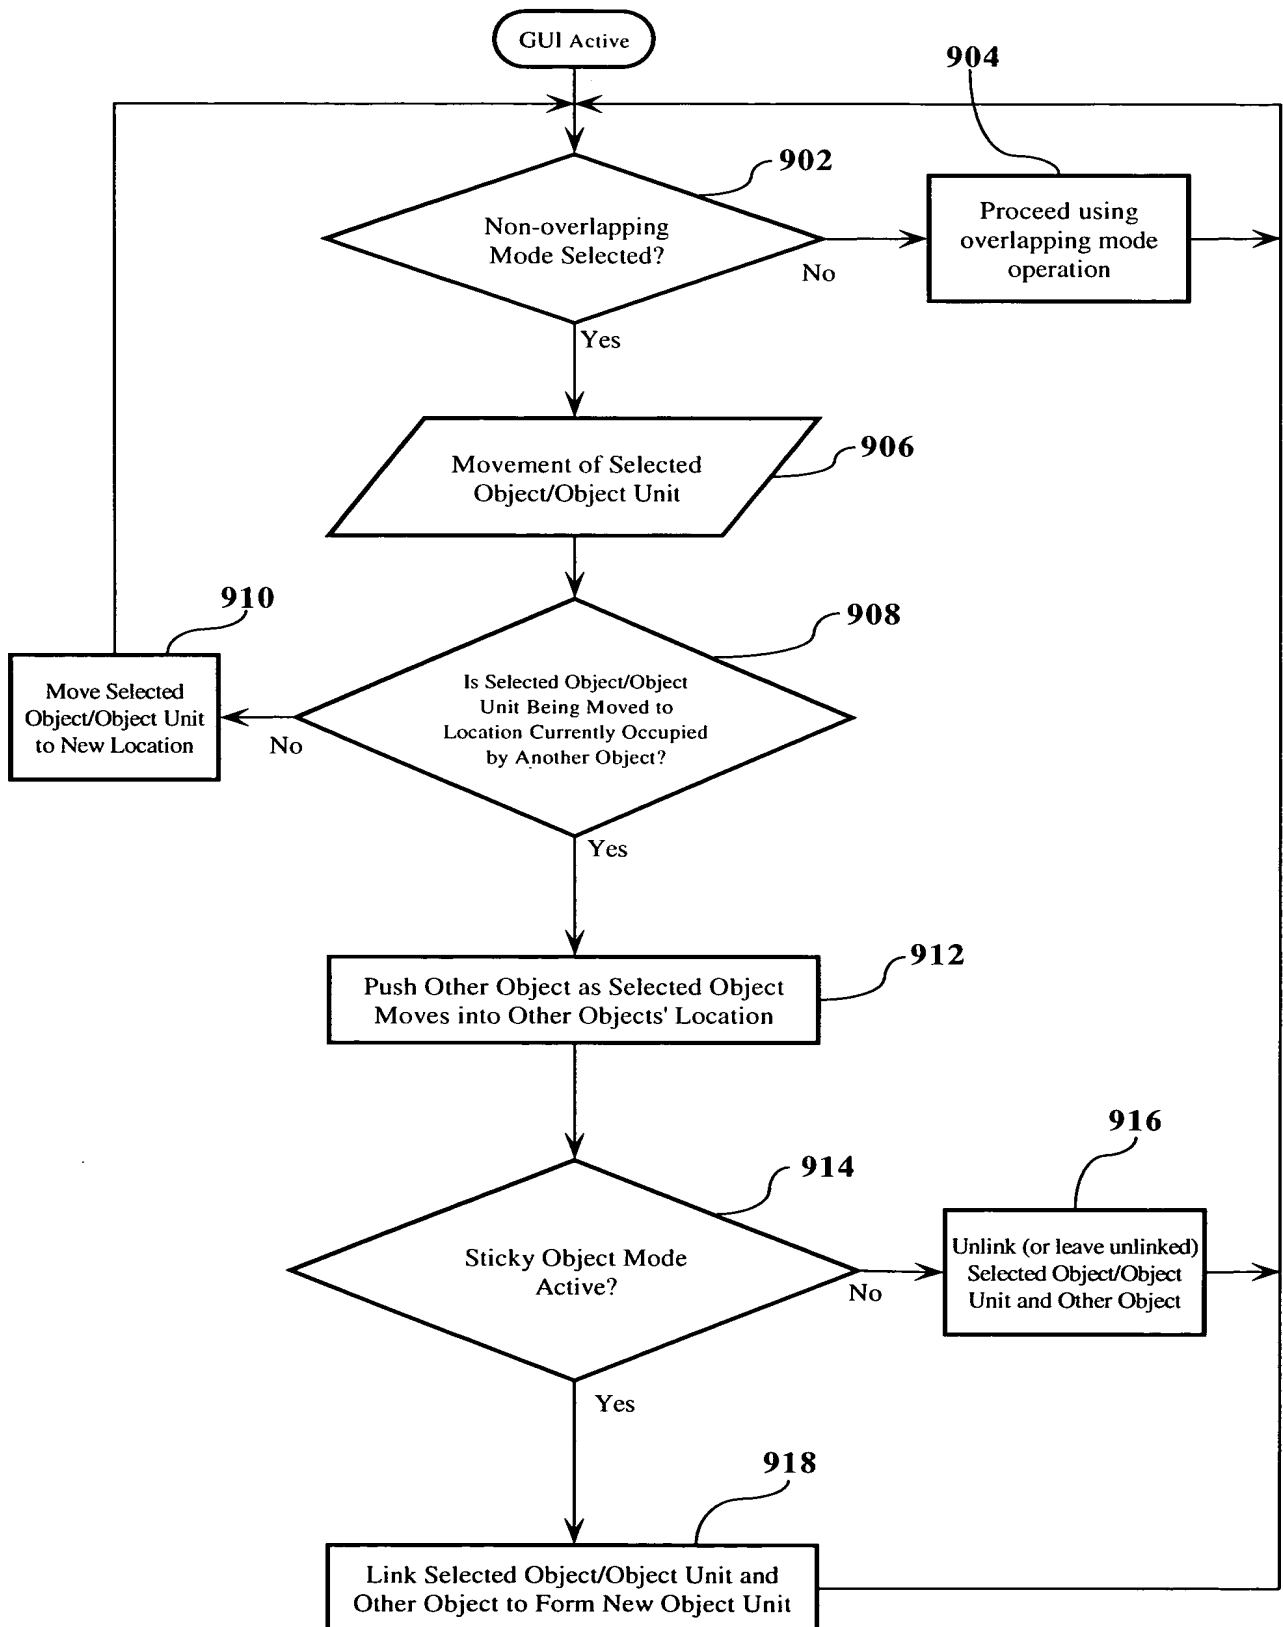 GUI Active
904
902
Non-overlapping
Mode Selected?
No
Proceed using
overlapping mode
operation
Yes
906
Movement of Selected
Object/Object Unit
910
908
Move Selected
Object/Object Unit
to New Location
No
Is Selected Object/Object
Unit Being Moved to
Location Currently Occupied
by Another Object?
Yes
912
Push Other Object as Selected Object
Moves into Other Objects' Location
916
914
Sticky Object Mode
Active?
No
Unlink (or leave unlinked)
Selected Object/Object
Unit and Other Object
Yes
918
Link Selected Object/Object Unit and
Other Object to Form New Object Unit